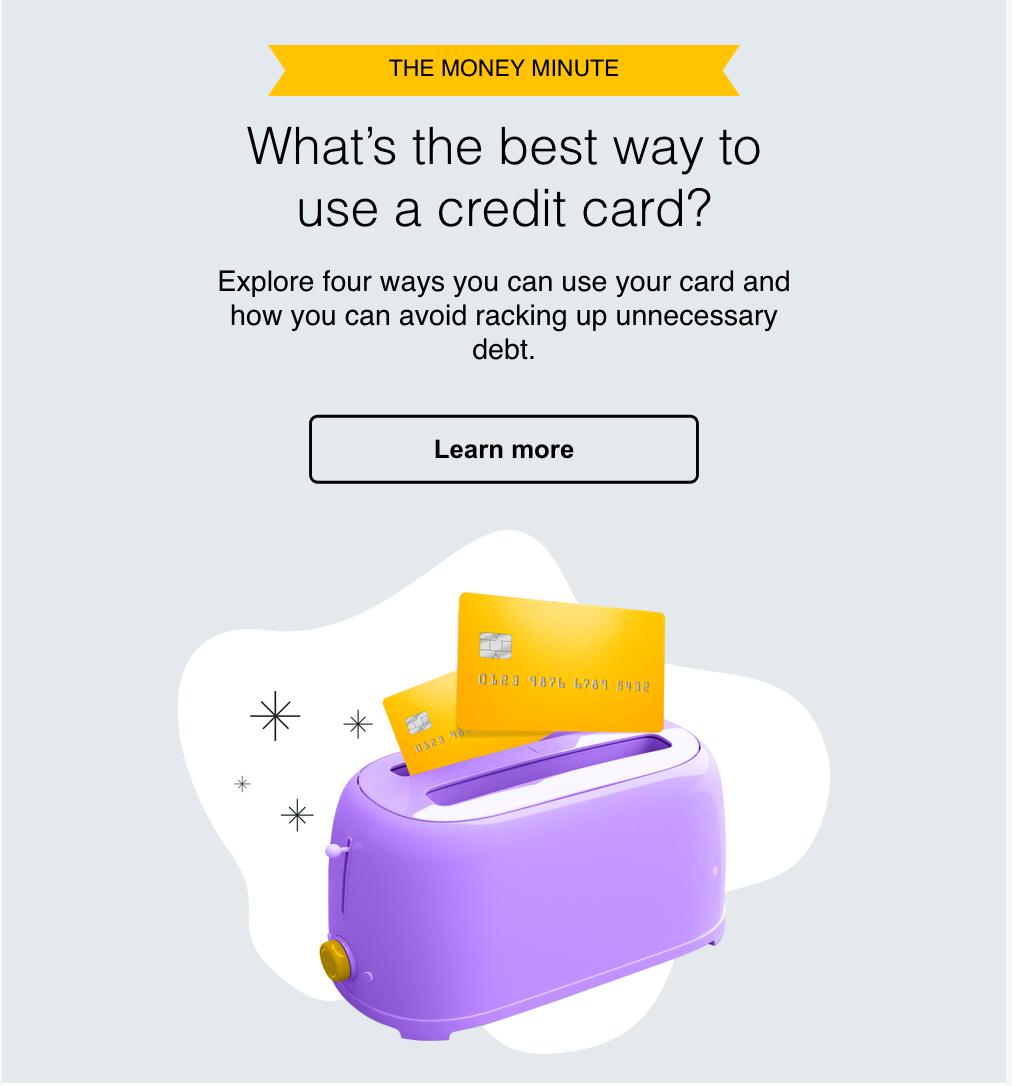 THE MONEY MINUTE
What’s the best way to
use a credit card?
Explore four ways you can use your card and
how you can avoid racking up unnecessary
debt.
Learn more
0123 9876 6789 5432
0123 98